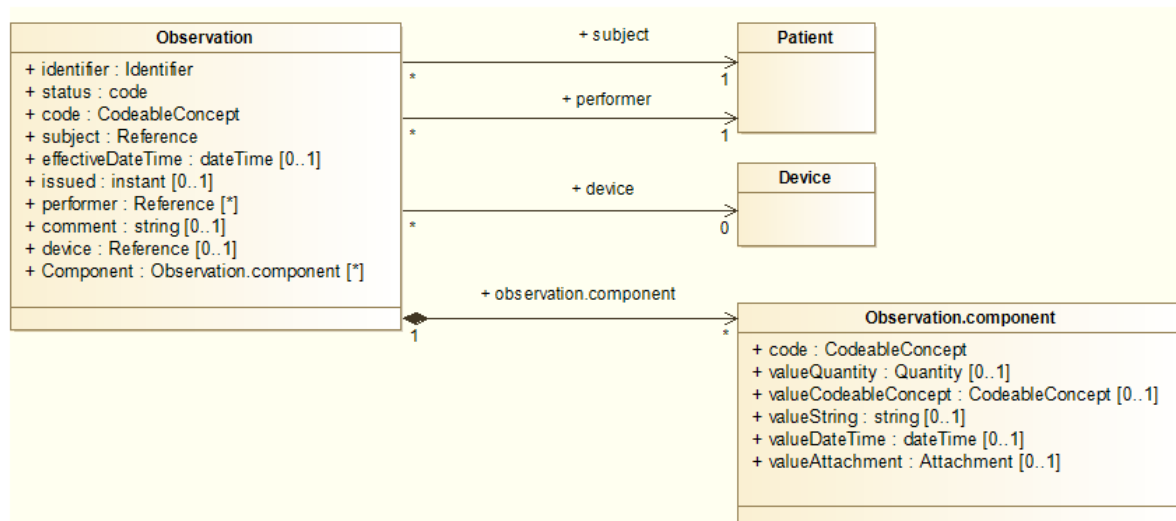 Observation
+ identifier : Identifier
+ status : code
+ code : CodeableConcept
+ subject : Reference
+ effectiveDateTime : dateTime [0..1]
+ issued : instant [0..1]
+ performer : Reference [*]
+ comment : string [0..1]
+ device : Reference [0..1]
+ Component : Observation.component [*]
+ subject
* 1
+ performer
* 1
Patient
+ device
* 0
Device
+ observation.component
1 *
Observation.component
+ code : CodeableConcept
+ valueQuantity : Quantity [0..1]
+ valueCodeableConcept : CodeableConcept [0..1]
+ valueString : string [0..1]
+ valueDateTime : dateTime [0..1]
+ valueAttachment : Attachment [0..1]